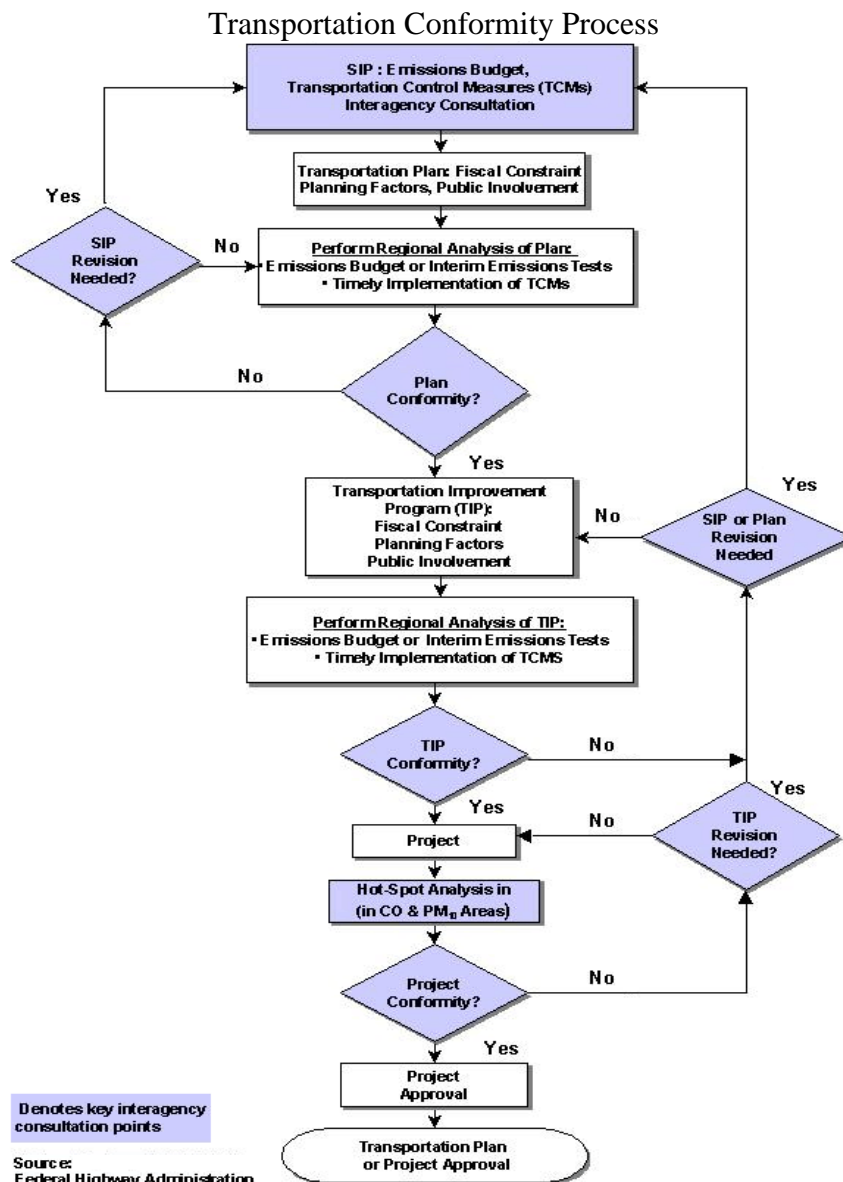 Transportation Conformity Process
SIP : Emissions Budget,
Transportation Control Measures (TCMs)
Interagency Consultation
Transportation Plan: Fiscal Constraint
Planning Factors, Public Involvement
Yes
SIP
Revision
Needed?
No
Perform Regional Analysis of Plan:
• Emissions Budget or Interim Emissions Tests
• Timely Implementation of TCMs
No
Plan
Conformity?
Yes
Transportation Improvement
Program (TIP):
Fiscal Constraint
Planning Factors
Public Involvement
No
Yes
SIP or Plan
Revision
Needed
Perform Regional Analysis of TIP:
• Emissions Budget or Interim Emissions Tests
• Timely Implementation of TCMS
TIP
Conformity?
No
Yes
Yes
TIP
Revision
Needed?
No
Project
Hot-Spot Analysis in
(in CO & PM10 Areas)
Project
Conformity?
No
Yes
Project
Approval
Transportation Plan
or Project Approval
Denotes key interagency
consultation points
Source:
Federal Highway Administration